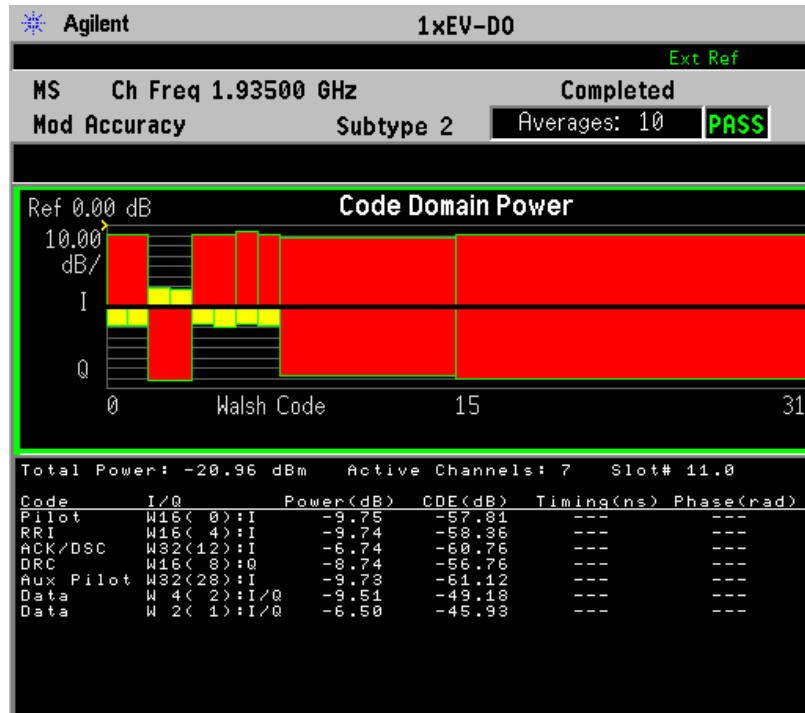 Agilent 1xEV-DO
Ext Ref
MS Ch Freq 1.93500 GHz Completed
Mod Accuracy Subtype 2 Averages: 10 PASS
Ref 0.00 dB Code Domain Power
10.00
dB/
I
Q
0 Walsh Code 15 31
Total Power: -20.96 dBm Active Channels: 7 Slot# 11.0
Code I/Q Power(dB) CDE(dB) Timing(ns) Phase(rad)
Pilot W16( 0):I -9.75 -57.81 --- ---
RRI W16( 4):I -9.74 -58.36 --- ---
ACK/DSC W32(12):I -6.74 -60.76 --- ---
DRC W16( 8):Q -8.74 -56.76 --- ---
Aux Pilot W32(28):I -9.73 -61.12 --- ---
Data W 4( 2):I/Q -9.51 -49.18 --- ---
Data W 2( 1):I/Q -6.50 -45.93 --- ---